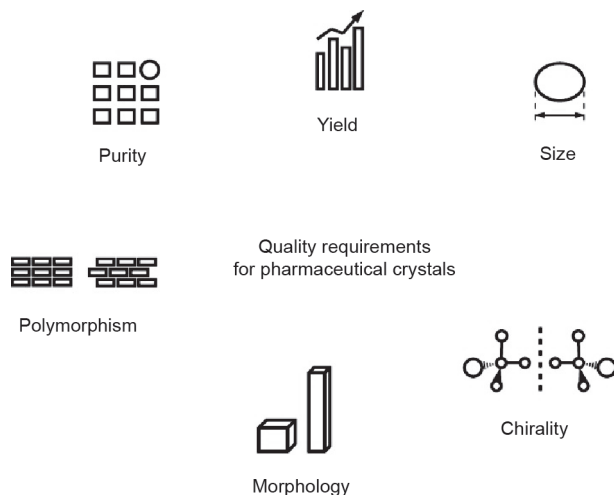 Yield
Purity
Size
Quality requirements
for pharmaceutical crystals
Polymorphism
Chirality
Morphology